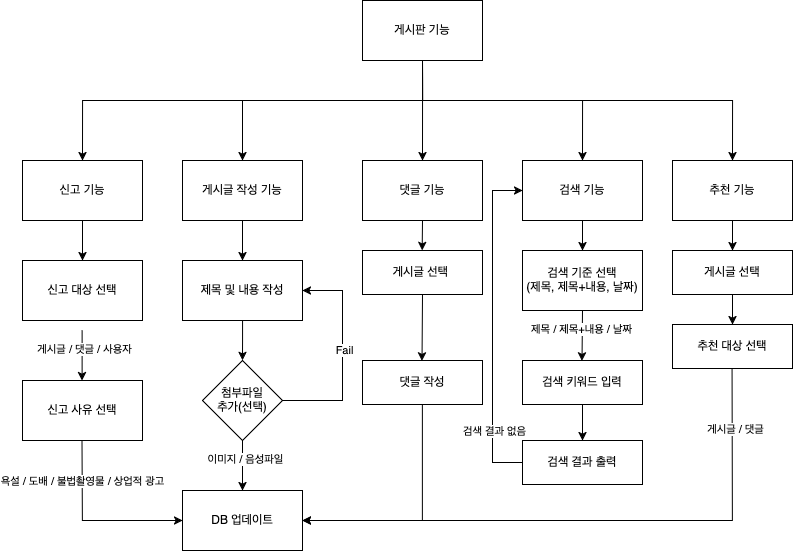 게시판 기능
신고 기능
게시글 작성 기능
댓글 기능
검색 기능
추천 기능
신고 대상 선택
제목 및 내용 작성
게시글 선택
검색 기준 선택
(제목, 제목+내용, 날짜)
게시글 선택
게시글 / 댓글 / 사용자
Fail
제목 / 제목+내용 / 날짜
추천 대상 선택
신고 사유 선택
첨부파일
추가(선택)
댓글 작성
검색 키워드 입력
검색 결과 없음
게시글 / 댓글
이미지 / 음성파일
검색 결과 출력
욕설 / 도배 / 불법촬영물 / 상업적 광고
DB 업데이트